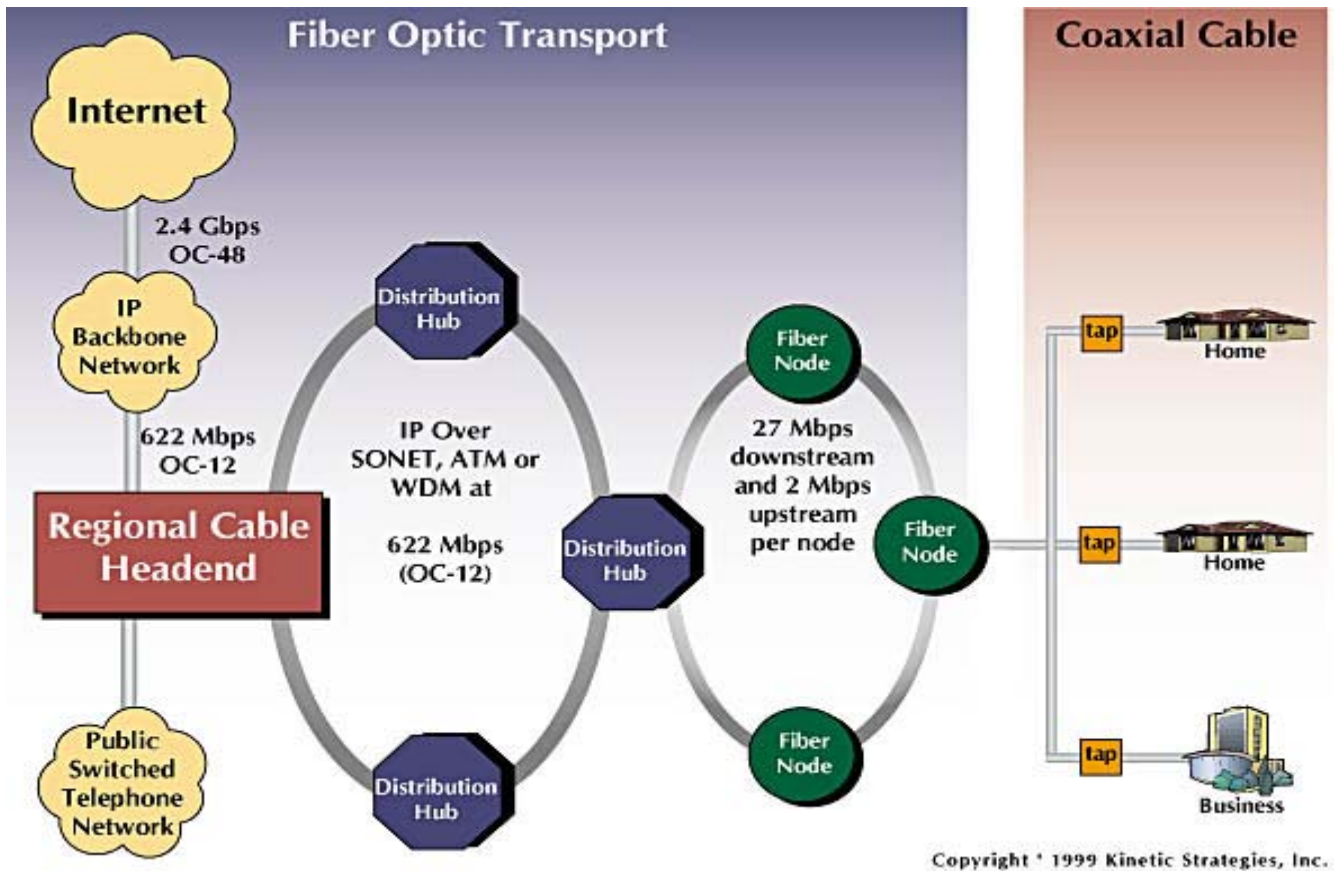 Fiber Optic Transport
Coaxial Cable
Internet
2.4 Gbps
OC-48
IP
Backbone
Network
622 Mbps
OC-12
Regional Cable
Headend
Public
Switched
Telephone
Network
Distribution
Hub
IP Over
SONET, ATM or
WDM at
622 Mbps
(OC-12)
Distribution
Hub
Distribution
Hub
Fiber
Node
27 Mbps
downstream
and 2 Mbps
upstream
per node
Fiber
Node
Fiber
Node
tap
Home
tap
Home
tap
Business
Copyright * 1999 Kinetic Strategies, Inc.